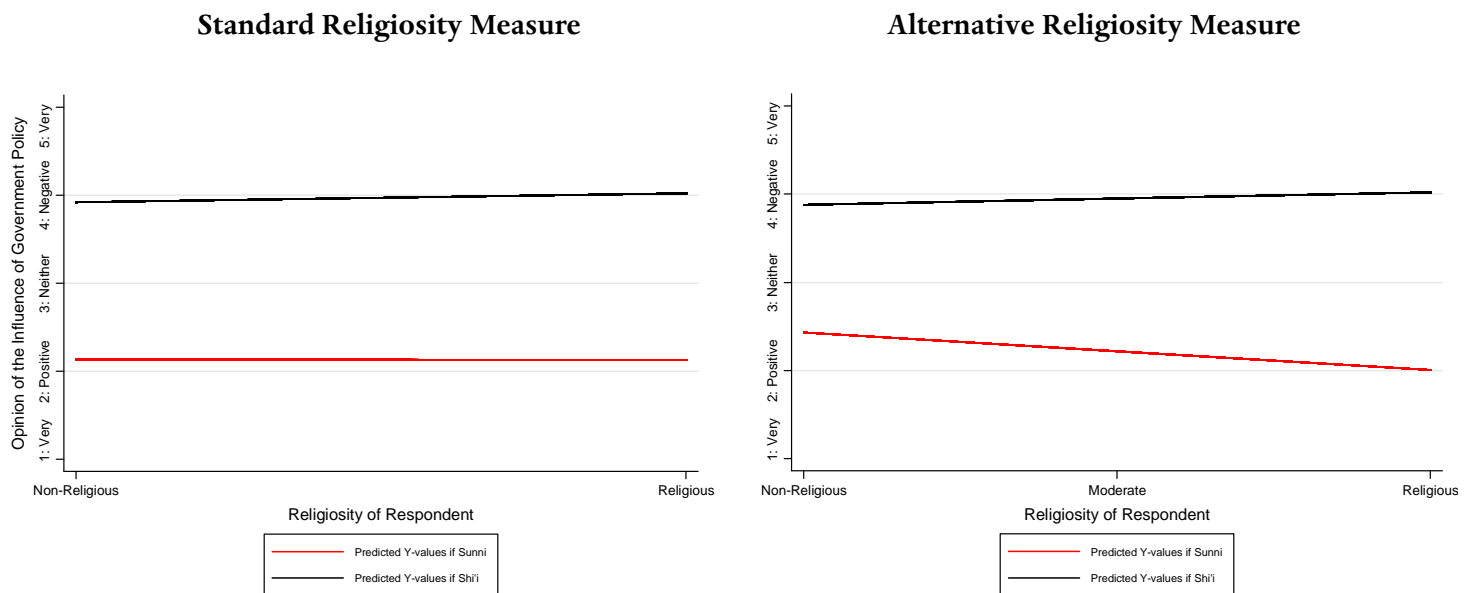 Standard Religiosity Measure
Opinion of the Influence of Government Policy
5: Very
4: Negative
3: Neither
2: Positive
1: Very
Non-Religious
Religious
Religiosity of Respondent
Predicted Y-values if Sunni
Predicted Y-values if Shi'i
Alternative Religiosity Measure
5: Very
4: Negative
3: Neither
2: Positive
1: Very
Non-Religious
Moderate
Religious
Religiosity of Respondent
Predicted Y-values if Sunni
Predicted Y-values if Shi'i